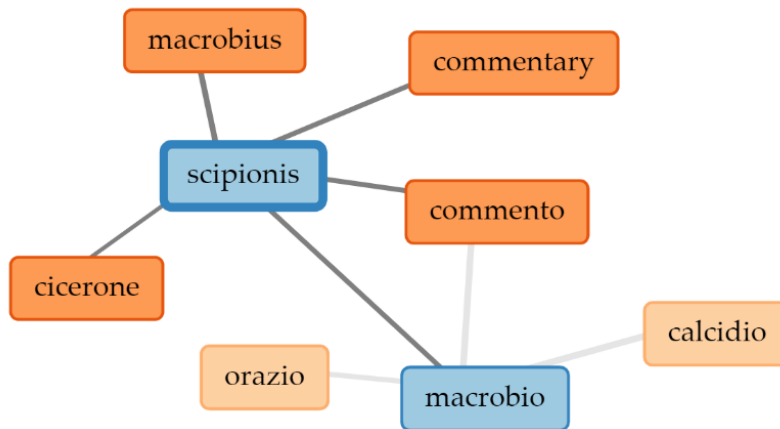 macrobius
commentary
scipionis
commento
cicerone
calcidio
orazio
macrobio